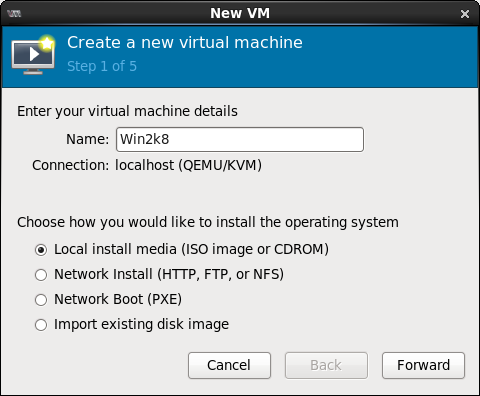 New VM
Create a new virtual machine
Step 1 of 5
Enter your virtual machine details
Name: Win2k8
Connection: localhost (QEMU/KVM)
Choose how you would like to install the operating system
Local install media (ISO image or CDROM)
Network Install (HTTP, FTP, or NFS)
Network Boot (PXE)
Import existing disk image
Cancel Back Forward